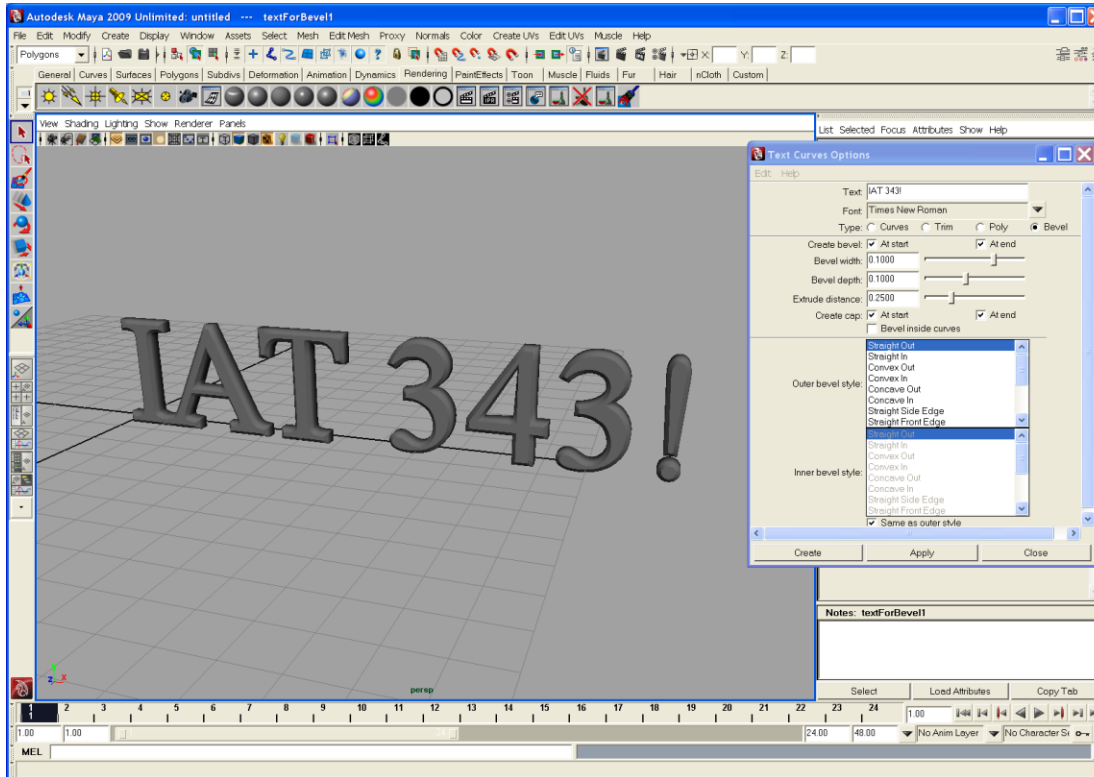 Autodesk Maya 2009 Unlimited: untitled --- textForBevel1
File Edit Modify Create Display Window Assets Select Mesh Edit Mesh Proxy Normals Color Create UVs Edit UVs Muscle Help
Polygons X: Y: Z:
General Curves Surfaces Polygons Subdivs Deformation Animation Dynamics Rendering PaintEffects Toon Muscle Fluids Fur Hair nCloth Custom
View Shading Lighting Show Renderer Panels
List Selected Focus Attributes Show Help
Text Curves Options
Edit Help
Text: IAT 343!
Font: Times New Roman
Type: Curves Trim Poly Bevel
Create bevel: At start At end
Bevel width: 0.1000
Bevel depth: 0.1000
Extrude distance: 0.2500
Create cap: At start At end
Bevel inside curves
Outer bevel style:
Straight Out
Straight In
Convex Out
Convex In
Concave Out
Concave In
Straight Side Edge
Straight Front Edge
Inner bevel style:
Straight Out
Straight In
Convex Out
Convex In
Concave Out
Concave In
Straight Side Edge
Straight Front Edge
Same as outer style
Create Apply Close
IAT 343!
y
z x
persp
Notes: textForBevel1
Select Load Attributes Copy Tab
1 2 3 4 5 6 7 8 9 10 11 12 13 14 15 16 17 18 19 20 21 22 23 24
1 1.00
1.00 1.00 24 24.00 48.00 No Anim Layer No Character Se
MEL